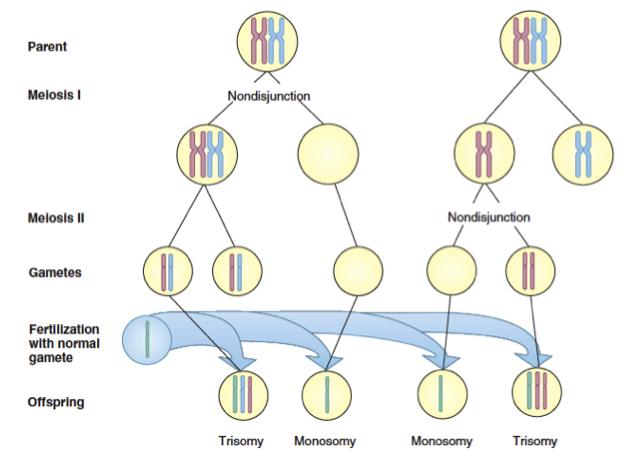 Parent
Meiosis I
Nondisjunction
Meiosis II
Nondisjunction
Gametes
Fertilization
with normal
gamete
Offspring
Trisomy Monosomy Monosomy Trisomy